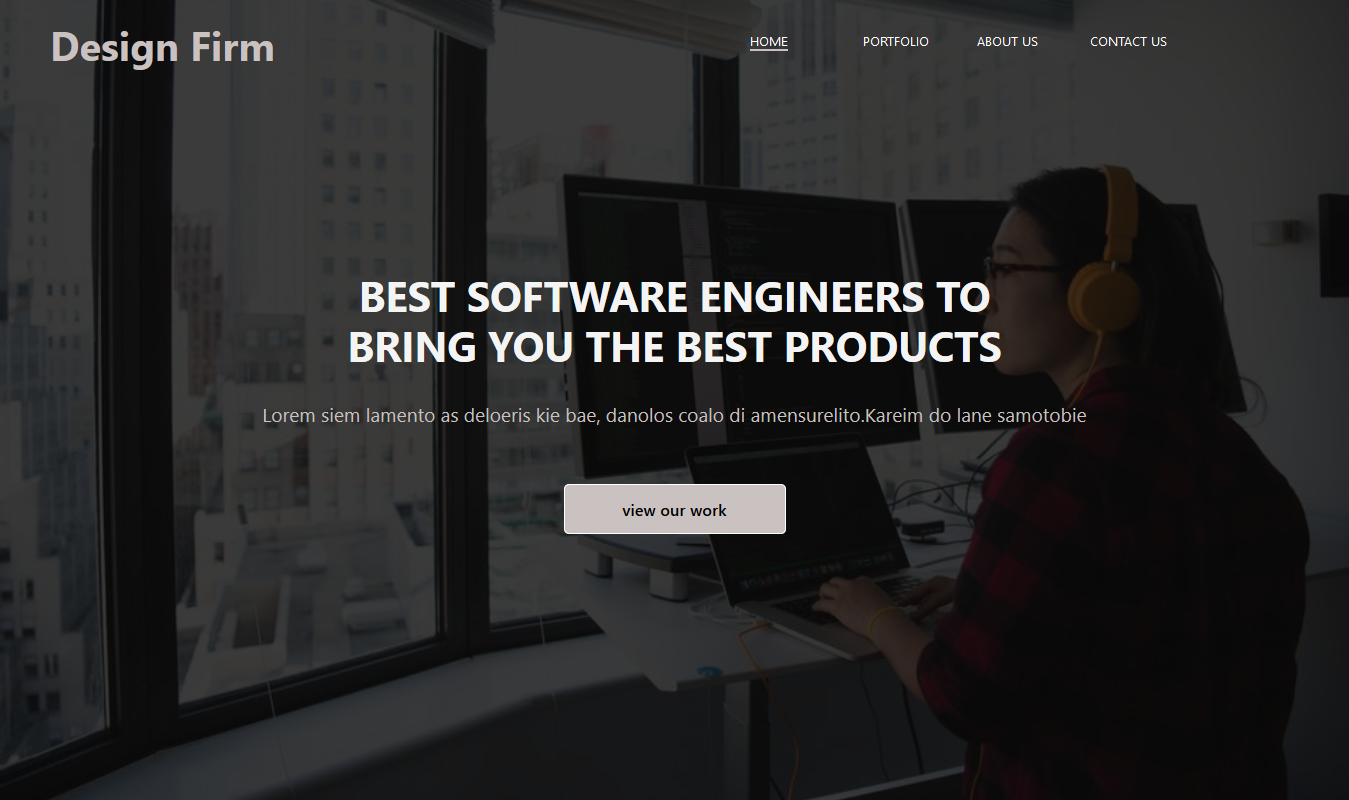 Design Firm
HOME PORTFOLIO ABOUT US CONTACT US
BEST SOFTWARE ENGINEERS TO
BRING YOU THE BEST PRODUCTS
Lorem siem lamento as deloeris kie bae, danolos coalo di amensurelito.Kareim do lane samotobie
view our work